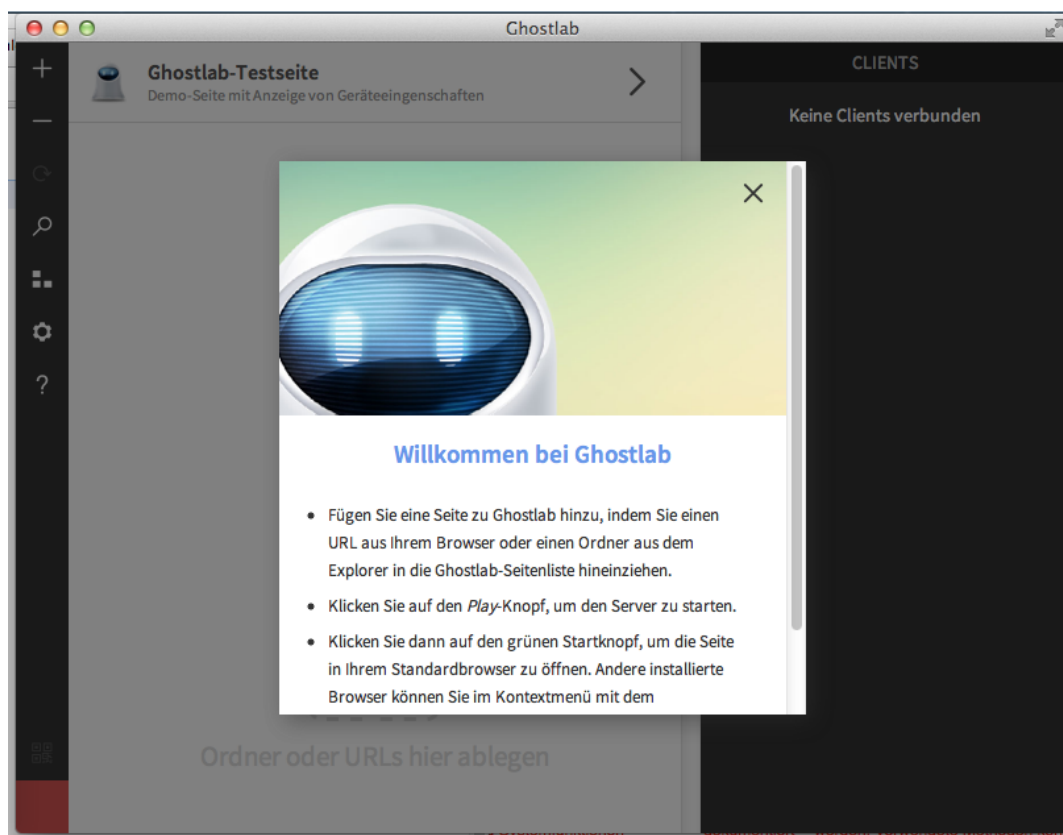 Ghostlab
Ghostlab-Testseite
Demo-Seite mit Anzeige von Geräteeingenschaften
CLIENTS
Keine Clients verbunden
Willkommen bei Ghostlab
Fügen Sie eine Seite zu Ghostlab hinzu, indem Sie einen
URL aus Ihrem Browser oder einen Ordner aus dem
Explorer in die Ghostlab-Seitenliste hineinziehen.
Klicken Sie auf den Play-Knopf, um den Server zu starten.
Klicken Sie dann auf den grünen Startknopf, um die Seite
in Ihrem Standardbrowser zu öffnen. Andere installierte
Browser können Sie im Kontextmenü mit dem
Ordner oder URLs hier ablegen